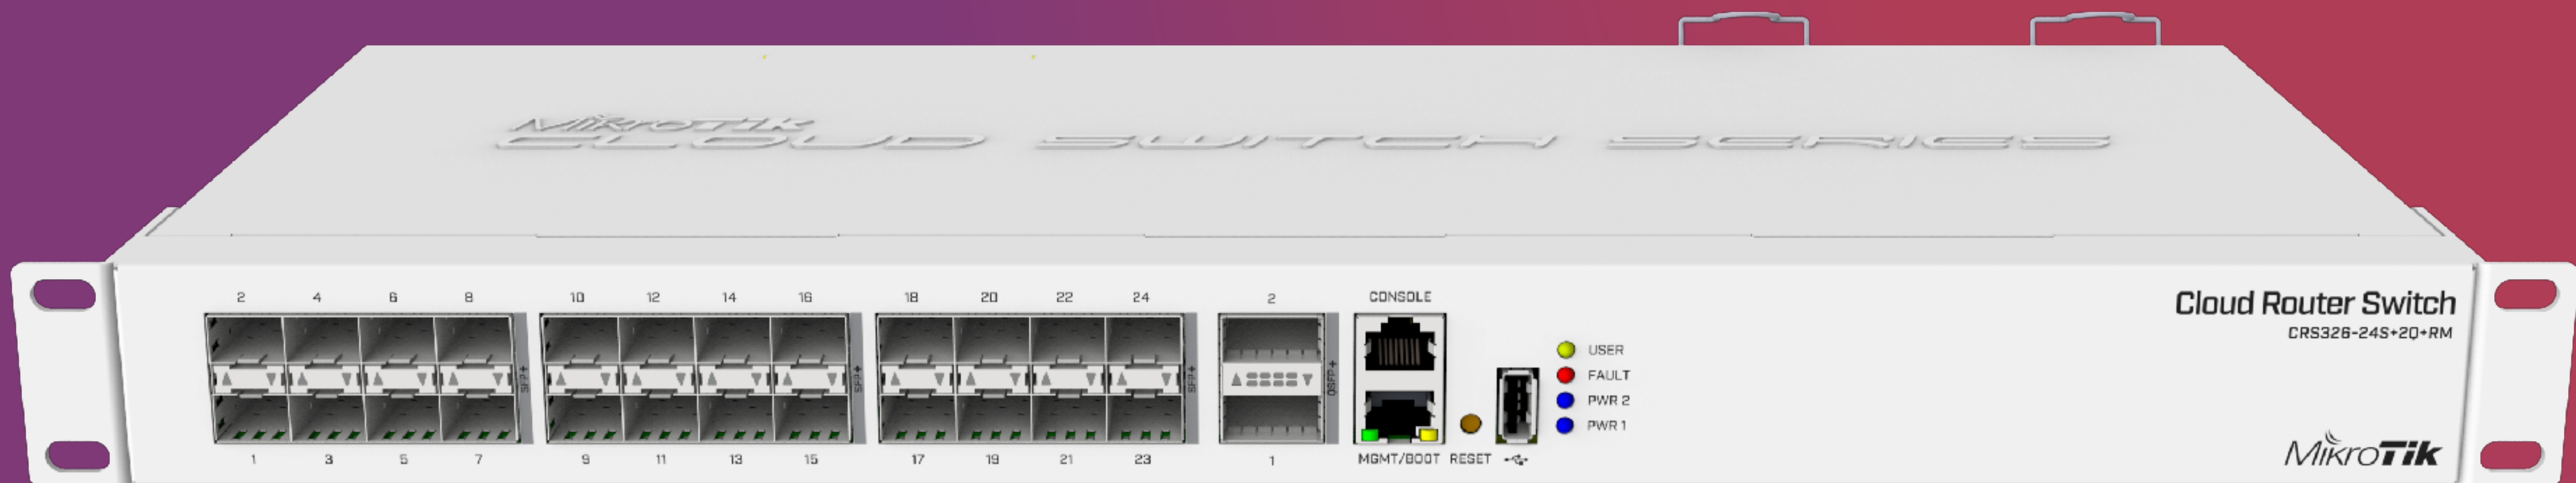 MikroTik
CLOUD SWITCH SERIES
2 4 6 8 10 12 14 16 18 20 22 24 2 CONSOLE
SFP+ SFP+ SFP+ QSFP+
1 3 5 7 9 11 13 15 17 19 21 23 1 MGMT/BOOT RESET
USER
FAULT
PWR 2
PWR 1
Cloud Router Switch
CRS326-24S+2Q+RM
MikroTik